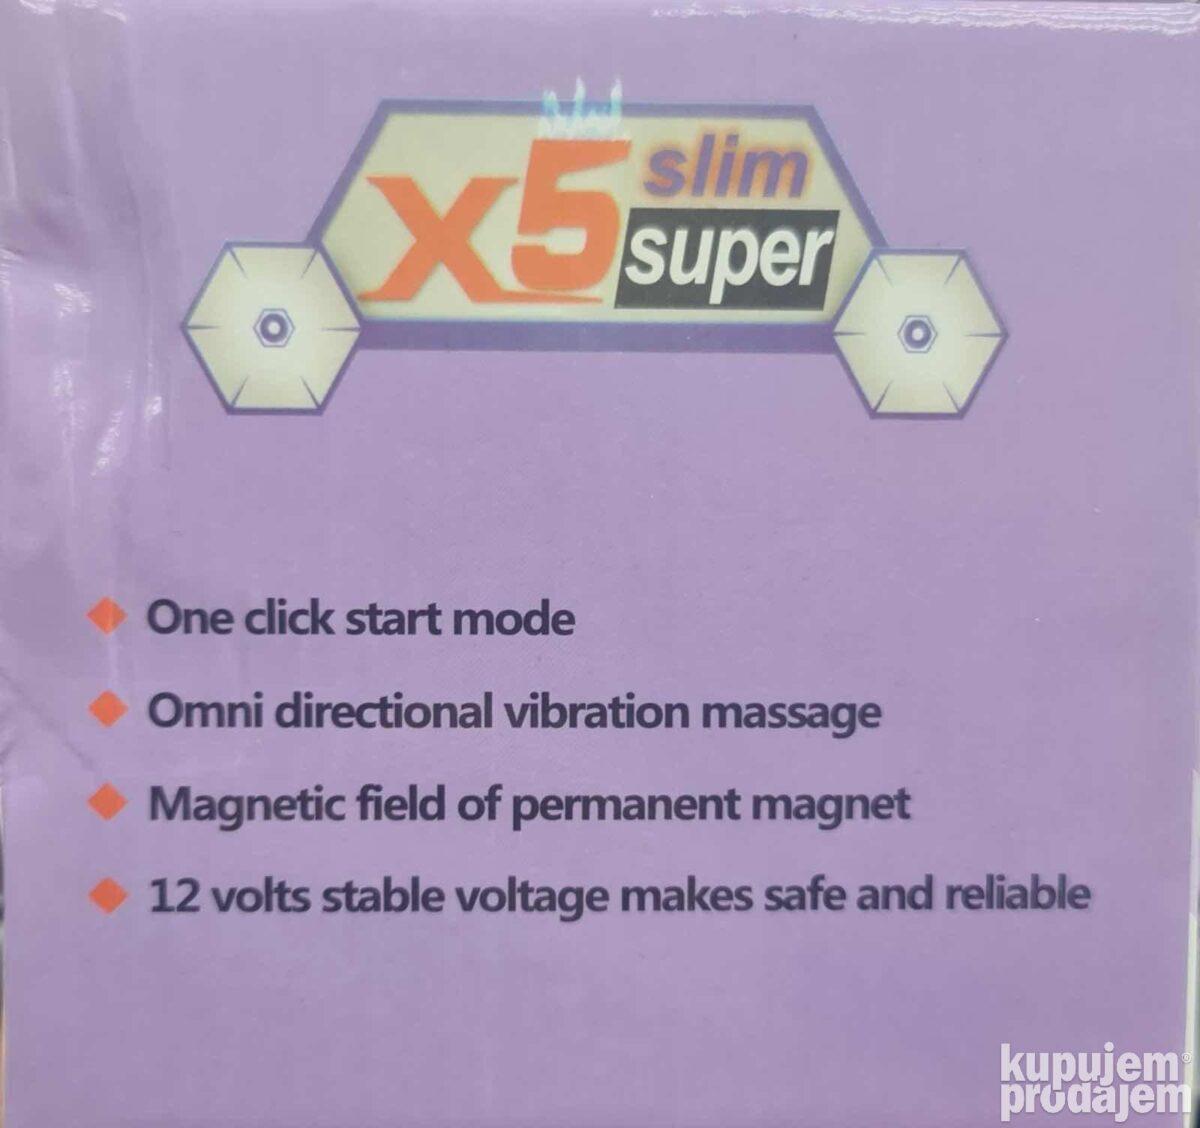 x5 slim
super
One click start mode
Omni directional vibration massage
Magnetic field of permanent magnet
12 volts stable voltage makes safe and reliable
kupujem
prodajem